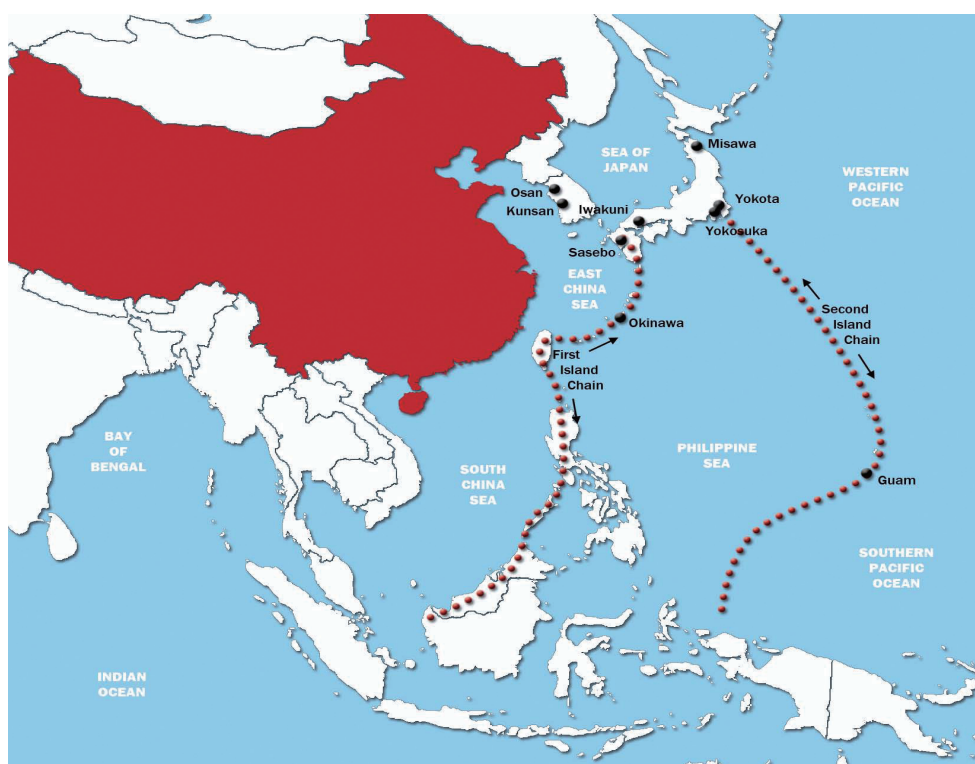 Misawa
SEA OF
JAPAN
WESTERN
PACIFIC
OCEAN
Osan
Kunsan
Iwakuni
Yokota
Yokosuka
Sasebo
EAST
CHINA
SEA
Okinawa
Second
Island
Chain
First
Island
Chain
BAY
OF
BENGAL
PHILIPPINE
SEA
SOUTH
CHINA
SEA
Guam
SOUTHERN
PACIFIC
OCEAN
INDIAN
OCEAN